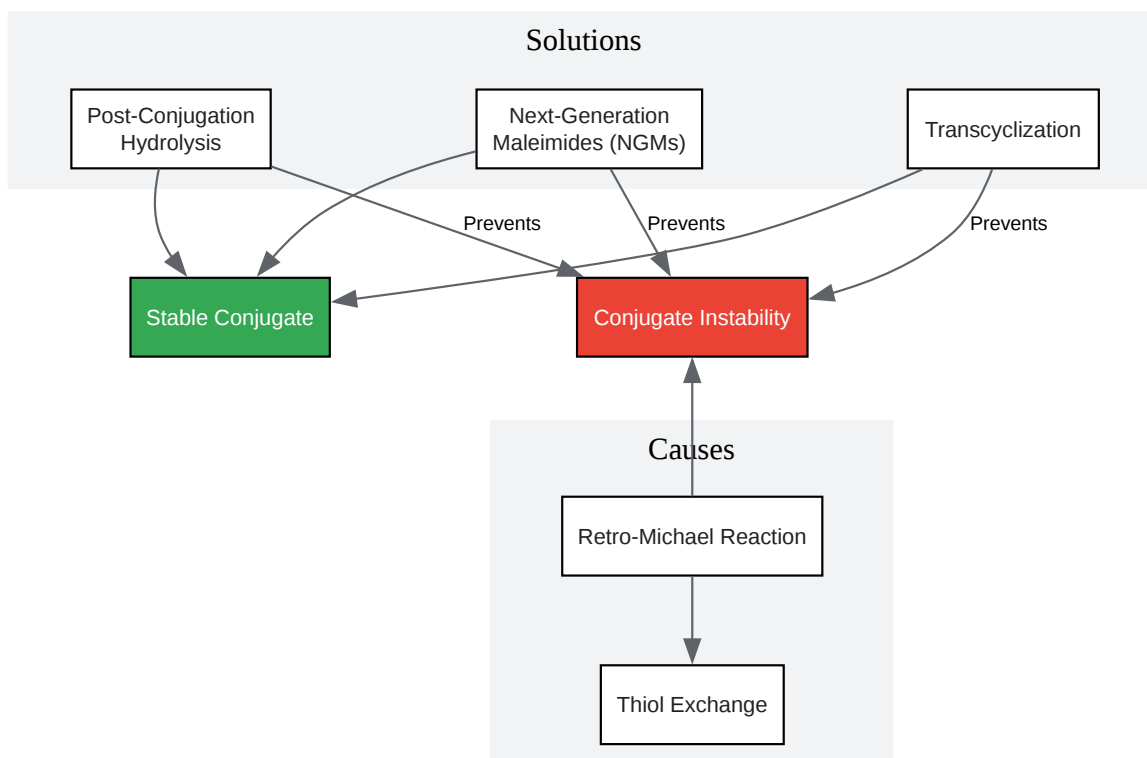 Solutions
Post-Conjugation
Hydrolysis
Next-Generation
Maleimides (NGMs)
Transcyclization
Prevents
Prevents
Prevents
Stable Conjugate
Conjugate Instability
Causes
Retro-Michael Reaction
Thiol Exchange